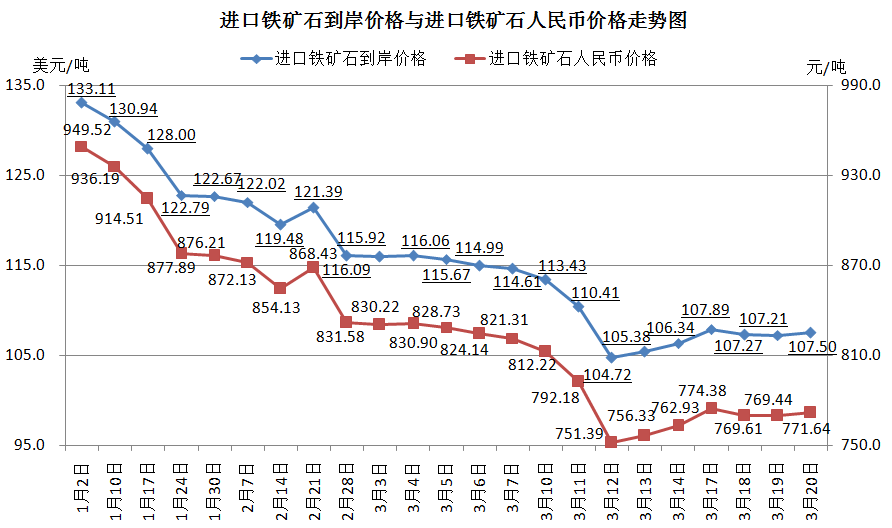 进口铁矿石到岸价格与进口铁矿石人民币价格走势图
进口铁矿石到岸价格 进口铁矿石人民币价格
美元/吨 元/吨
135.0 990.0
125.0 930.0
115.0 870.0
105.0 810.0
95.0 750.0
133.11 130.94 128.00 122.79 122.67 122.02 119.48 121.39 116.09 115.92 116.06 115.67 114.99 114.61 113.43 110.41 104.72 105.38 106.34 107.89 107.27 107.21 107.50
949.52 936.19 914.51 877.89 876.21 872.13 854.13 868.43 831.58 830.22 830.90 828.73 824.14 821.31 812.22 792.18 751.39 756.33 762.93 774.38 769.61 769.44 771.64
1月2日 1月10日 1月17日 1月24日 1月30日 2月7日 2月14日 2月21日 2月28日 3月3日 3月4日 3月5日 3月6日 3月7日 3月10日 3月11日 3月12日 3月13日 3月14日 3月17日 3月18日 3月19日 3月20日